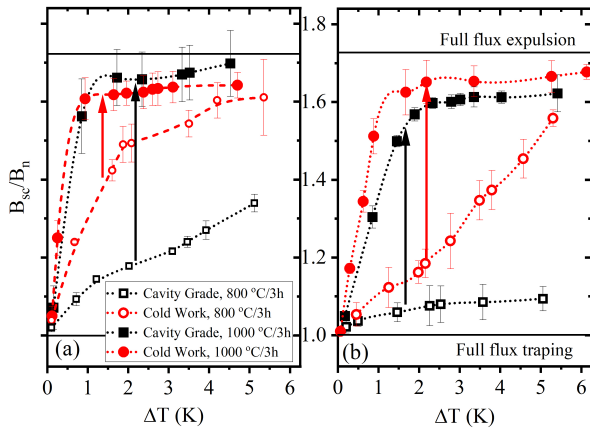 1.8
1.6
1.4
1.2
1.0
B_sc/B_n
Full flux expulsion
Cavity Grade, 800 °C/3h
Cold Work, 800 °C/3h
Cavity Grade, 1000 °C/3h
Cold Work, 1000 °C/3h
(a)
(b)
Full flux traping
0 1 2 3 4 5 6
0 1 2 3 4 5 6
ΔT (K)
ΔT (K)